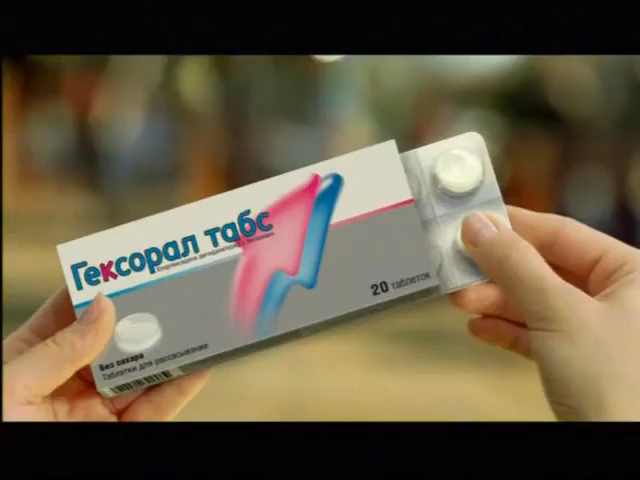 Гексорал табс
20 таблеток
Без сахара
Таблетки для рассасывания